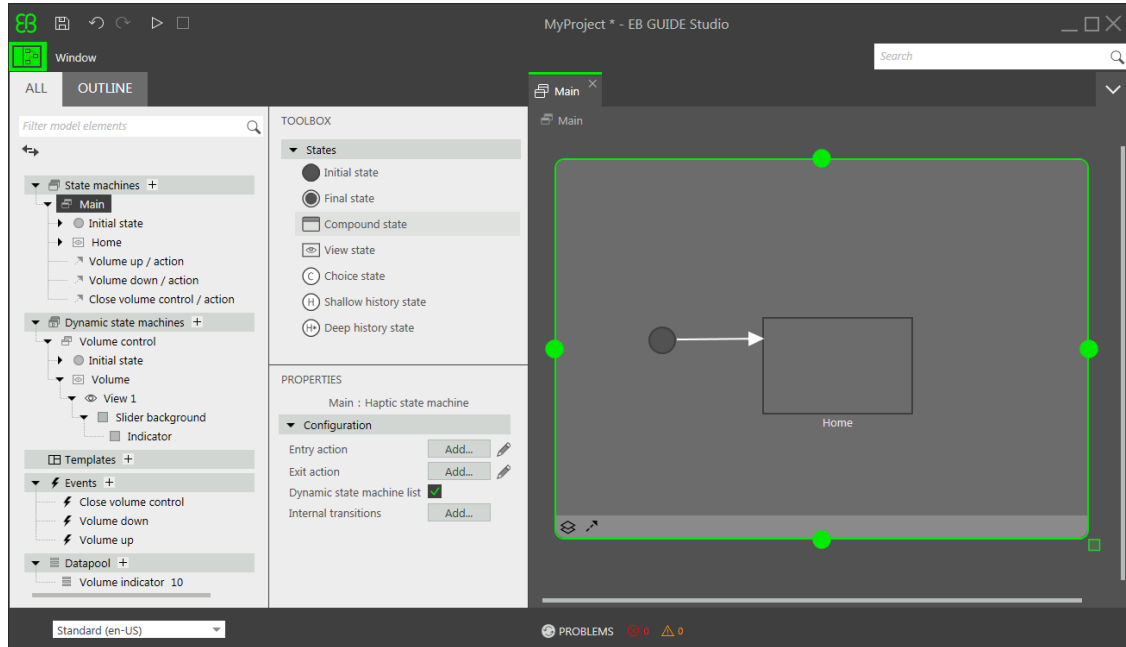 EB
MyProject * - EB GUIDE Studio
Window
Search
ALL
OUTLINE
Filter model elements
State machines +
Main
Initial state
Home
Volume up / action
Volume down / action
Close volume control / action
Dynamic state machines +
Volume control
Initial state
Volume
View 1
Slider background
Indicator
Templates +
Events +
Close volume control
Volume down
Volume up
Datapool +
Volume indicator 10
TOOLBOX
States
Initial state
Final state
Compound state
View state
C Choice state
H Shallow history state
H* Deep history state
PROPERTIES
Main : Haptic state machine
Configuration
Entry action Add...
Exit action Add...
Dynamic state machine list
Internal transitions Add...
Main
Main
Home
Standard (en-US)
PROBLEMS 0 0